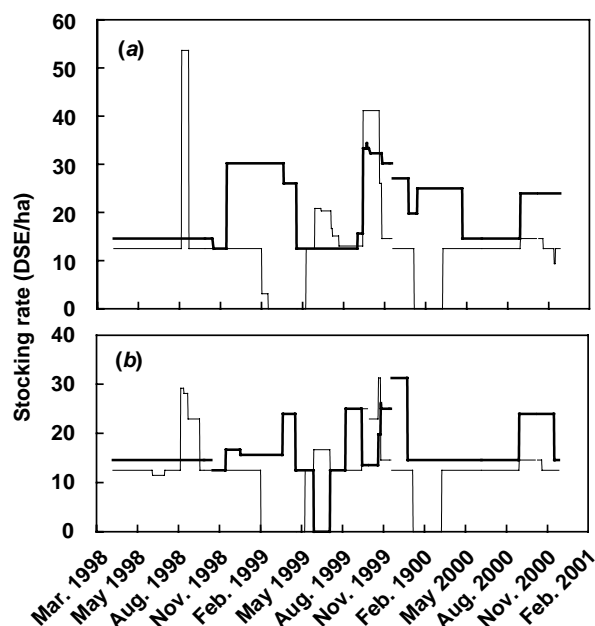 60
(a)
50
40
30
20
10
0
Stocking rate (DSE/ha)
40
(b)
30
20
10
0
Mar. 1998
May 1998
Aug. 1998
Nov. 1998
Feb. 1999
May 1999
Aug. 1999
Nov. 1999
Feb. 1900
May 2000
Aug. 2000
Nov. 2000
Feb. 2001